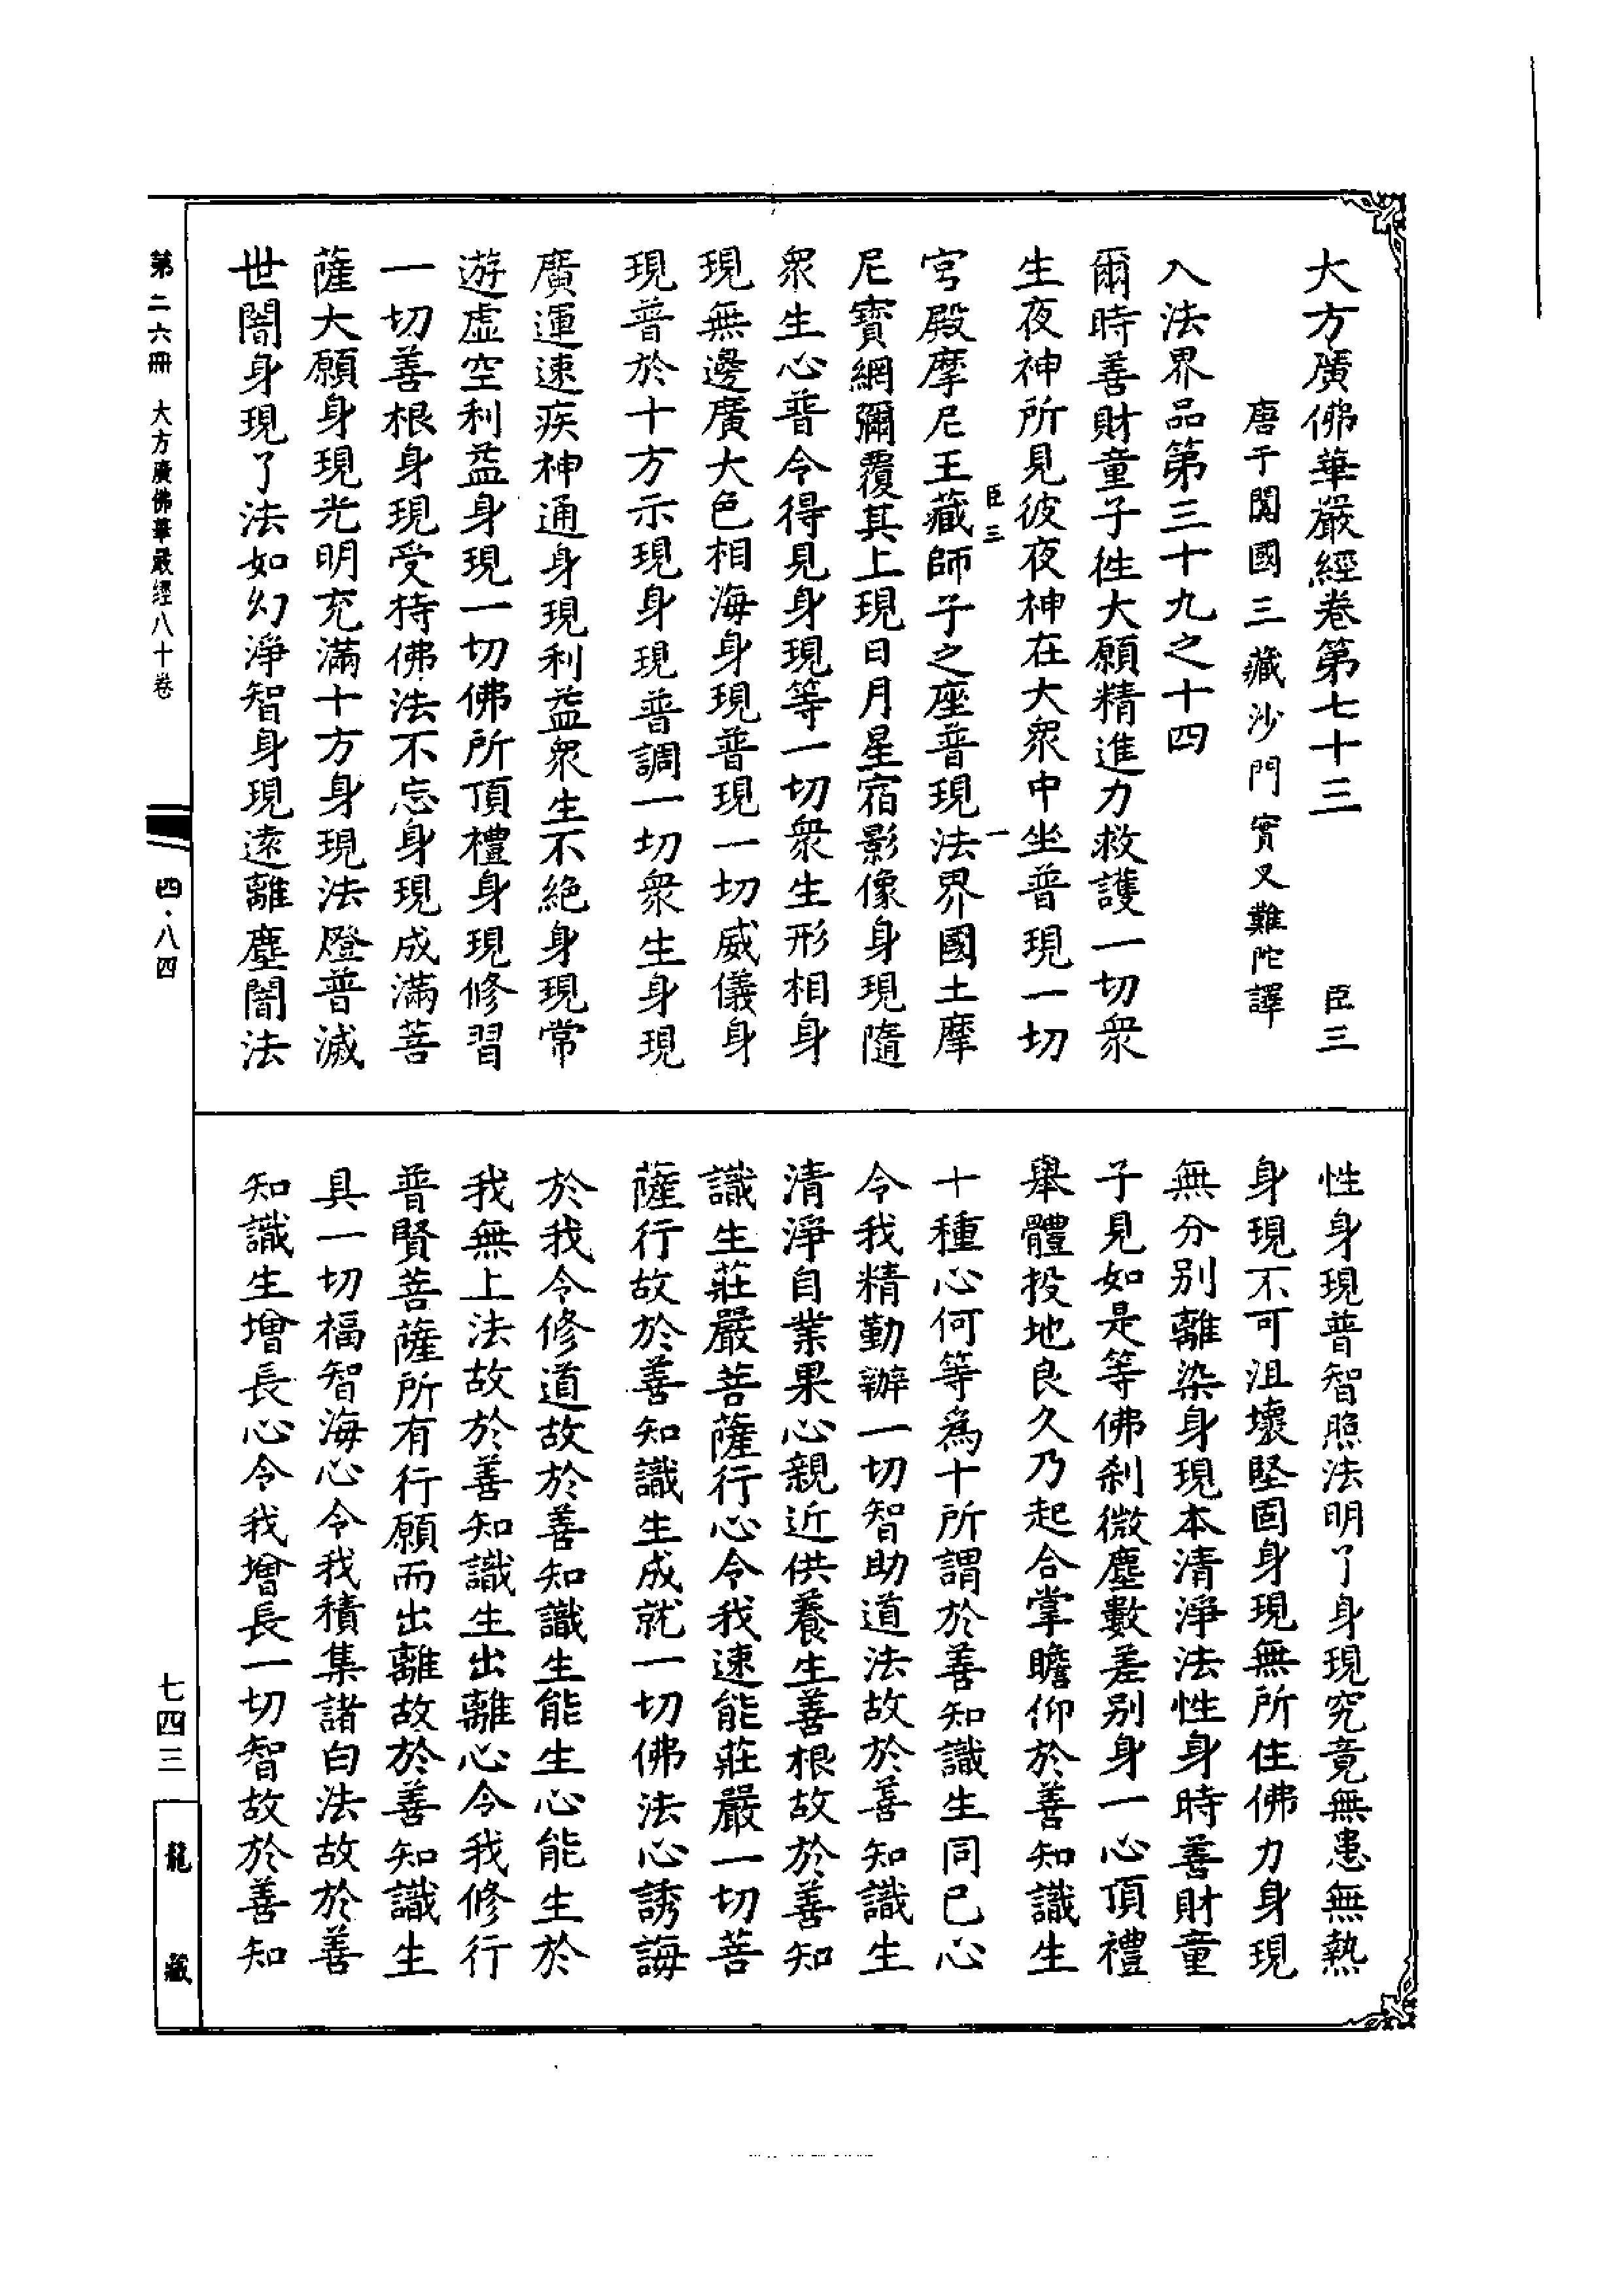 大方廣佛華嚴經卷第七十三　臣三
唐于闐國三藏沙門實叉難陀譯
入法界品第三十九之十四
爾時善財童子徃大願精進力救護一切衆
生夜神所見彼夜神在大衆中坐普現一切
臣三　一
宮殿摩尼王藏師子之座普現法界國土摩
尼寶網彌覆其上現日月星宿影像身現隨
衆生心普令得見身現等一切衆生形相身
現無邊廣大色相海身現普現一切威儀身
現普於十方示現身現普調一切衆生身現
廣運速疾神通身現利益衆生不絶身現常
遊虛空利益身現一切佛所頂禮身現修習
一切善根身現受持佛法不忘身現成滿菩
薩大願身現光明充滿十方身現法燈普滅
世闇身現了法如幻淨智身現遠離塵闇法
性身現普智照法明了身現究竟無患無熱
身現不可沮壞堅固身現無所住佛力身現
無分别離染身現本清淨法性身時善財童
子見如是等佛刹微塵數差别身一心頂禮
舉體投地良久乃起合掌瞻仰於善知識生
十種心何等為十所謂於善知識生同己心
令我精勤辦一切智助道法故於善知識生
清淨自業果心親近供養生善根故於善知
識生莊嚴菩薩行心令我速能莊嚴一切菩
薩行故於善知識生成就一切佛法心誘誨
於我令修道故於善知識生能生心能生於
我無上法故於善知識生出離心令我修行
普賢菩薩所有行願而出離故於善知識生
具一切福智海心令我積集諸白法故於善
知識生增長心令我增長一切智故於善知
第二六冊　大方廣佛華嚴經八十卷　四·八四　七四三　龍藏